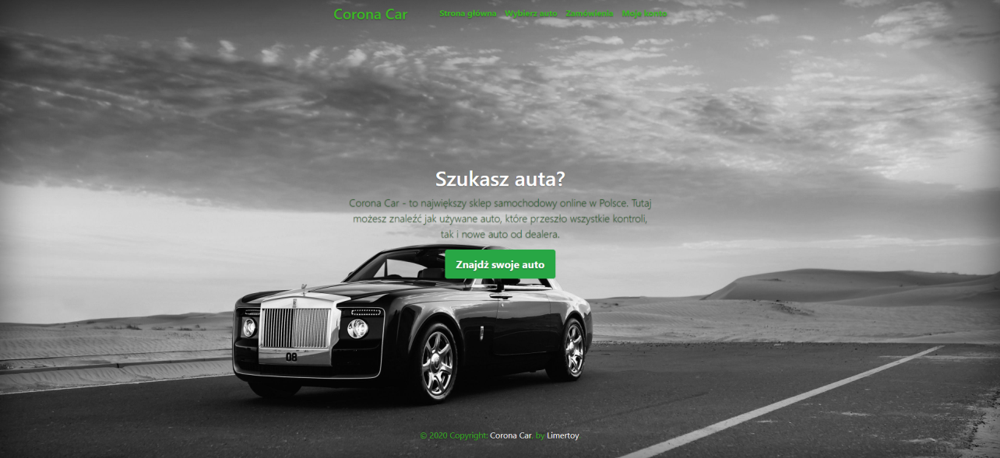 Corona Car
Strona główna Wybierz auto Zamówienia Moje konto
Szukasz auta?
Corona Car - to największy sklep samochodowy online w Polsce. Tutaj
możesz znaleźć jak używane auto, które przeszło wszystkie kontroli,
tak i nowe auto od dealera.
Znajdź swoje auto
08
© 2020 Copyright: Corona Car, by Limertoy